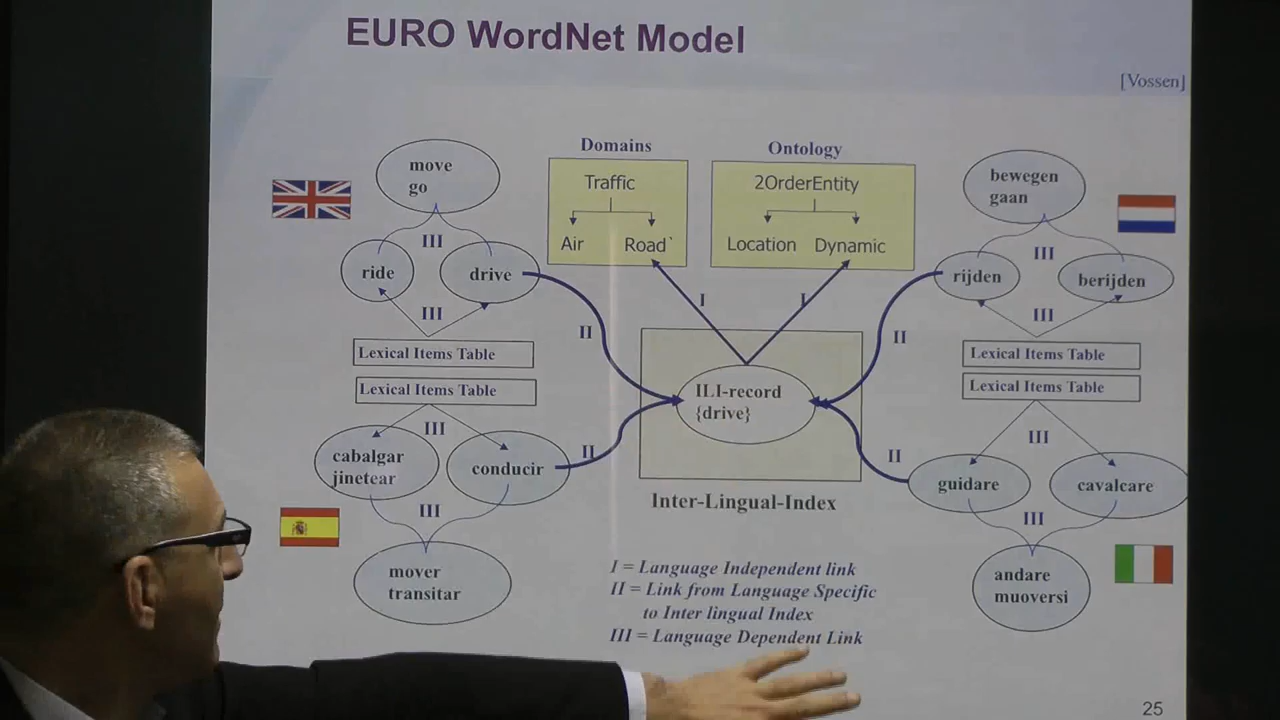 EURO WordNet Model
[Vossen]
Domains
Traffic
Air Road`
Ontology
2OrderEntity
Location Dynamic
move
go
III
ride
drive
III
II
Lexical Items Table
Lexical Items Table
III
cabalgar
jinetear
conducir
II
III
mover
transitar
I
I
ILI-record
{drive}
Inter-Lingual-Index
bewegen
gaan
III
rijden
berijden
III
II
Lexical Items Table
Lexical Items Table
III
guidare
cavalcare
II
III
andare
muoversi
I = Language Independent link
II = Link from Language Specific
to Inter lingual Index
III = Language Dependent Link
25